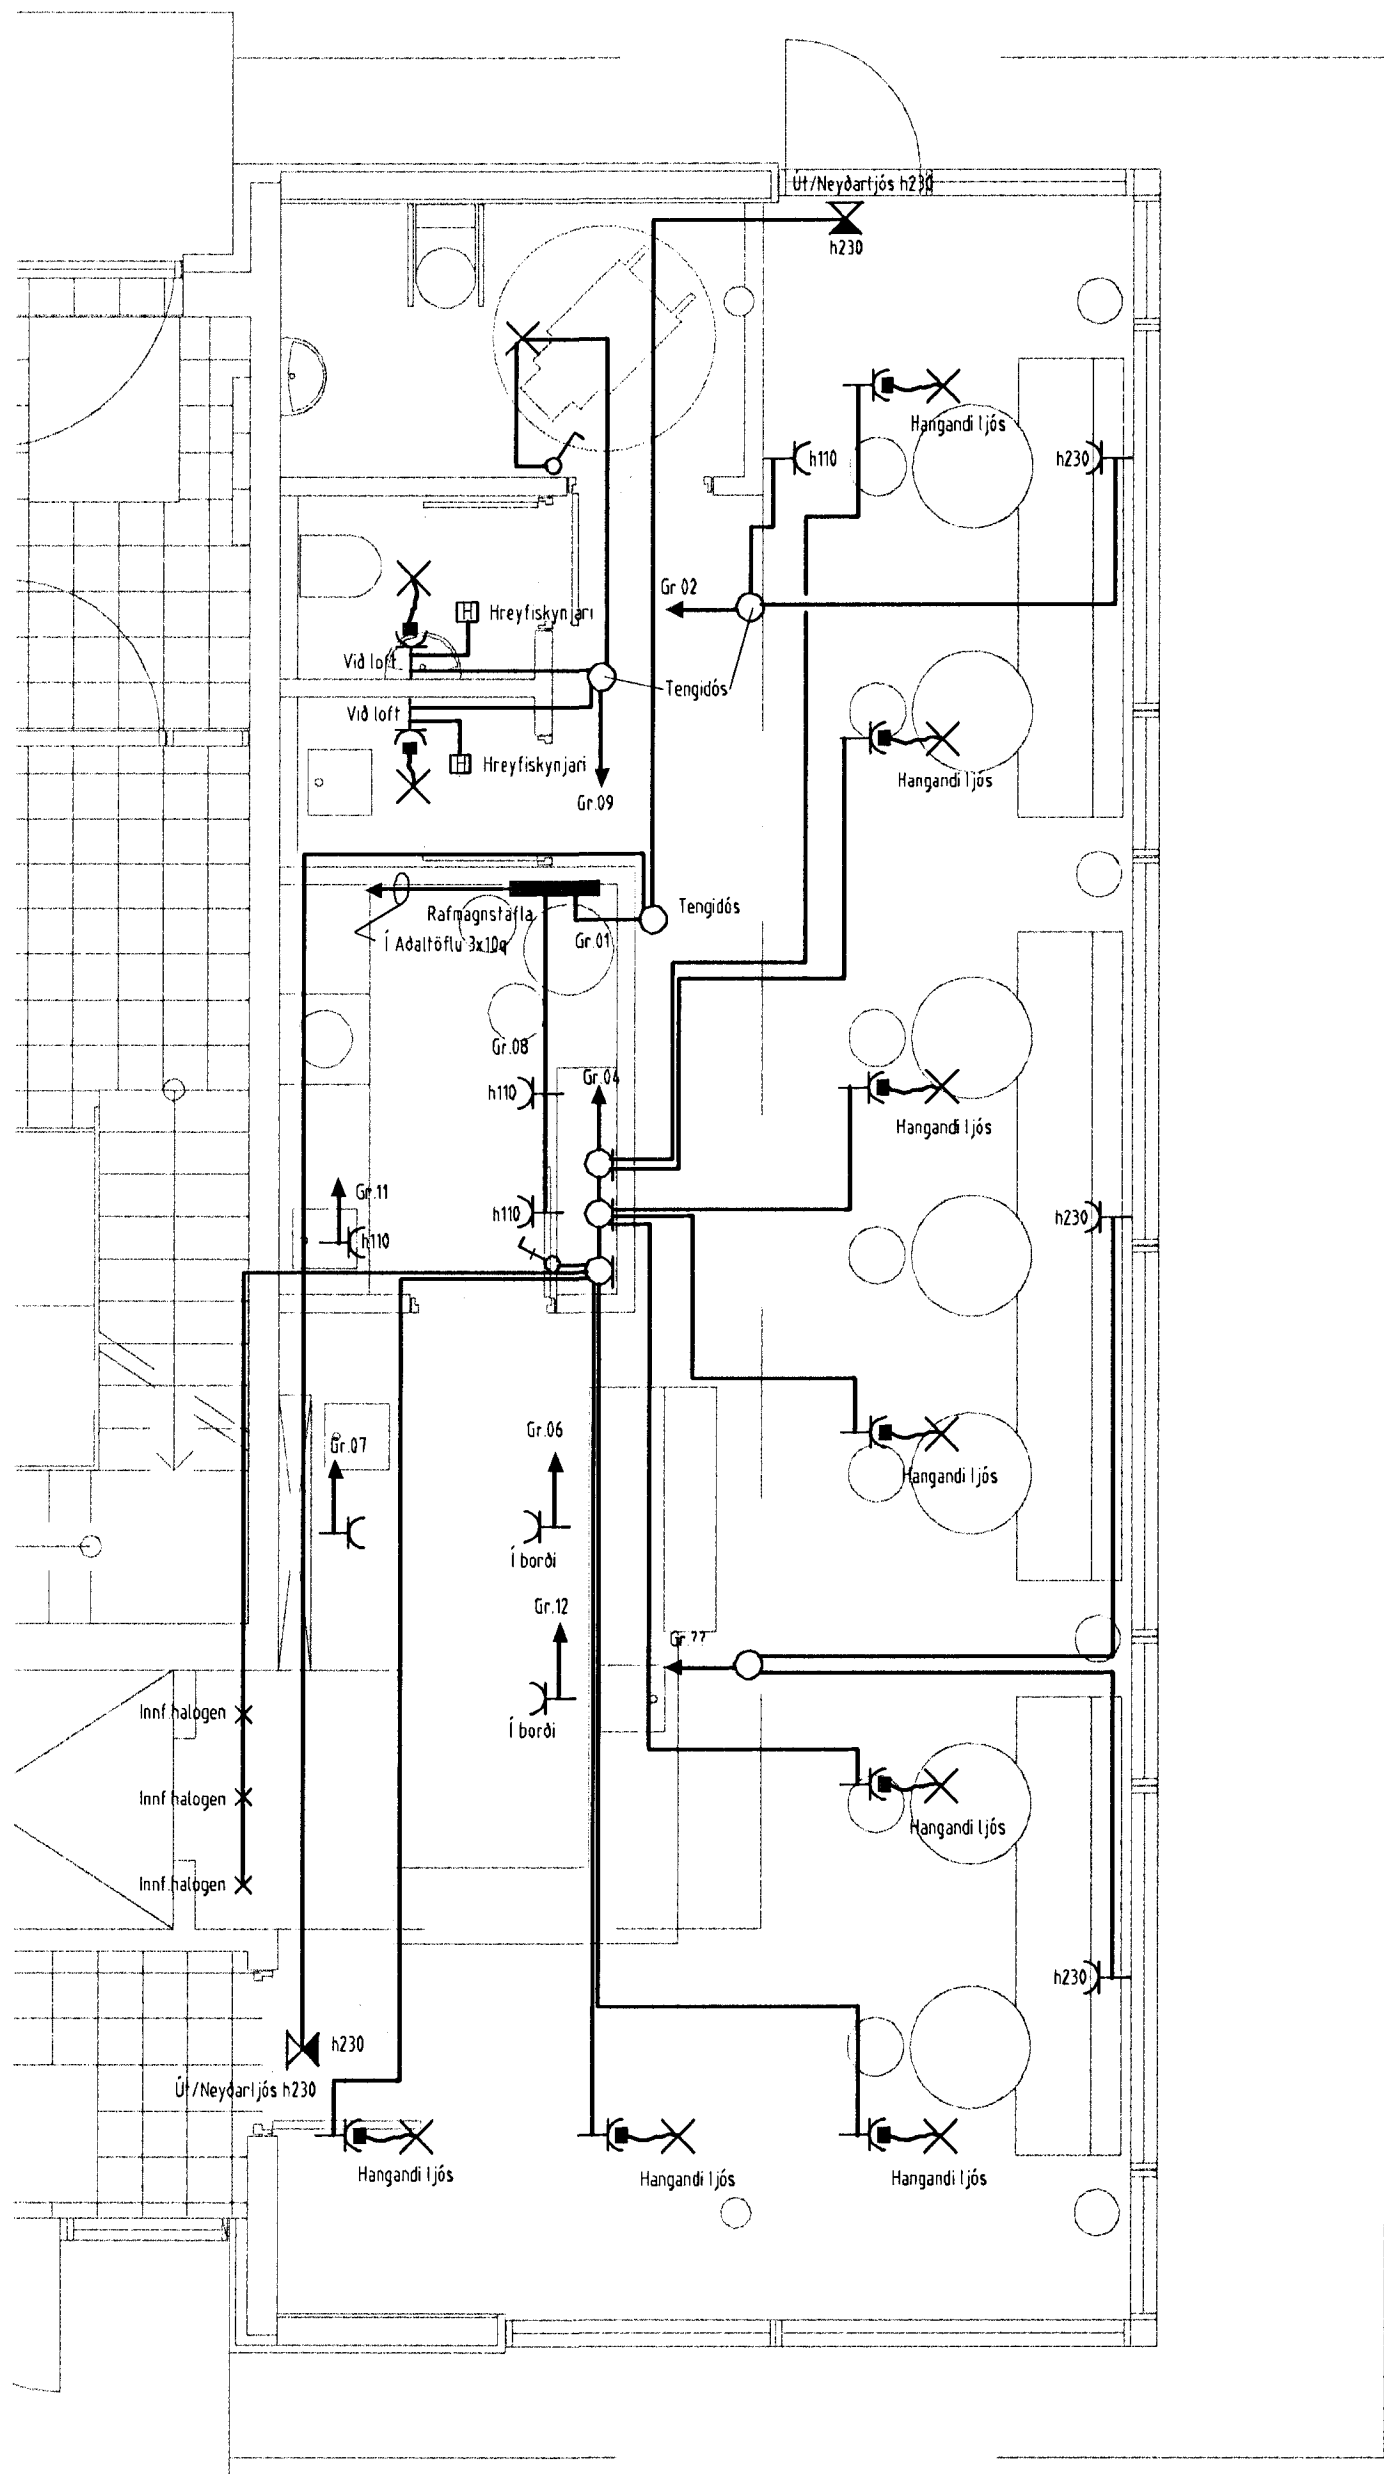 Út/Neyðarljós h230
h230
Hangandi ljós
h110
h230
Gr 02
Hreyfiskynjari
Við loft
Tengidós
Við loft
Hreyfiskynjari
Hangandi ljós
Gr.09
Rafmagnstafla
Tengidós
Í Aðaltöflu 3x10q
Gr.01
Gr.08
Gr.04
h110
Hangandi ljós
Gr.11
h110
h110
h230
Gr.06
Gr.07
Hangandi ljós
Í borði
Gr.12
Gr.??
Í borði
Innf.halogen
Innf.halogen
Hangandi ljós
Innf.halogen
h230
h230
Út/Neyðarljós h230
Hangandi ljós
Hangandi ljós
Hangandi ljós